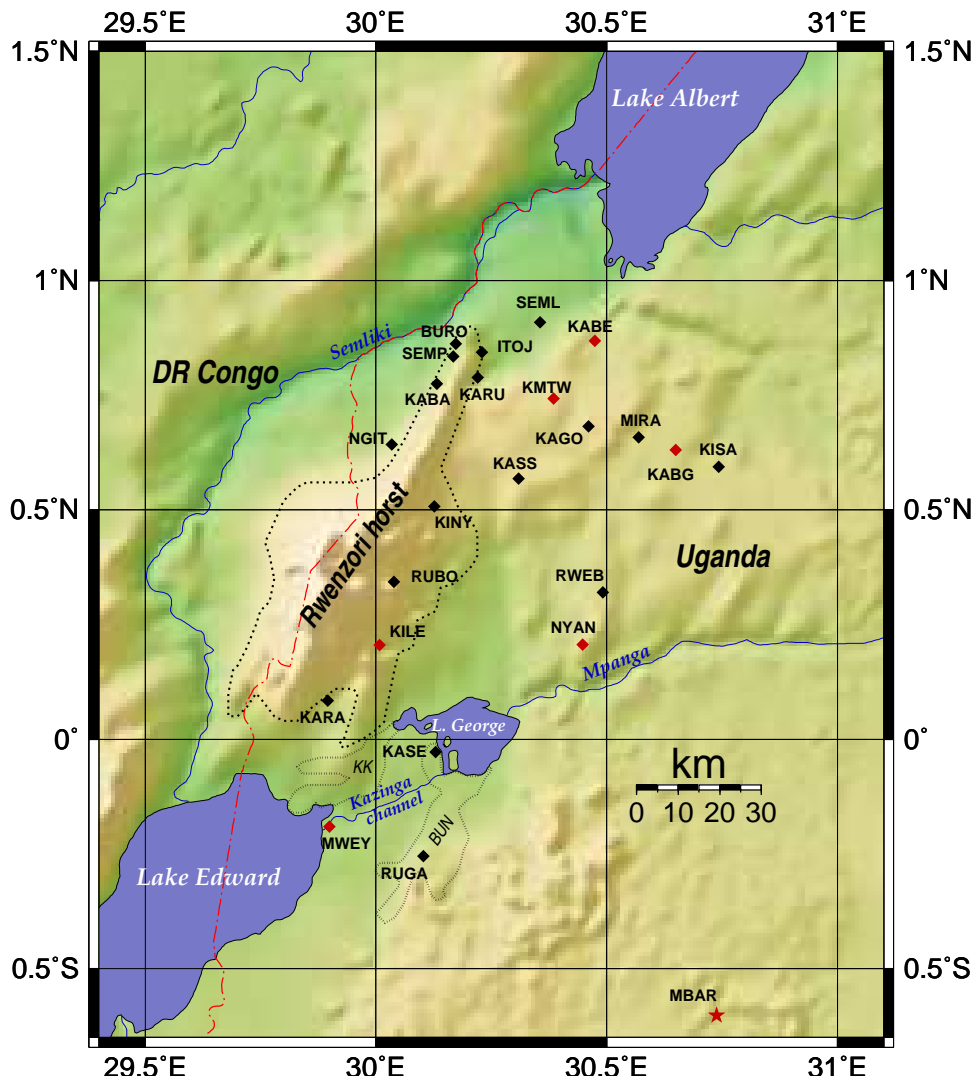 29.5˚E 30˚E 30.5˚E 31˚E
1.5˚N 1.5˚N
Lake Albert
1˚N 1˚N
SEML
KABE
BURO
Semliki
SEMP ITOJ
DR Congo
KABA KARU KMTW
KAGO MIRA
NGIT
KISA
KASS KABG
0.5˚N 0.5˚N
KINY
Rwenzori horst
Uganda
RUBO RWEB
KILE NYAN
Mpanga
KARA
L. George
0˚ 0˚
KASE
KK
km
Kazinga
channel
0 10 20 30
MWEY
BUN
RUGA
Lake Edward
0.5˚S 0.5˚S
MBAR
29.5˚E 30˚E 30.5˚E 31˚E